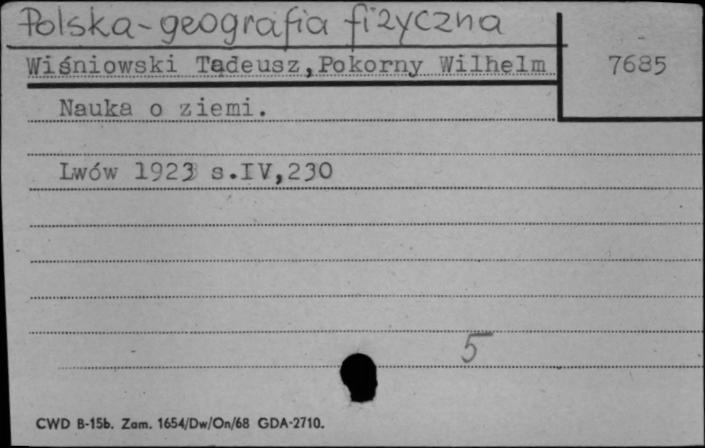 Polska-geografia fizyczna
Wiśniowski Tadeusz, Pokorny Wilhelm
7685
Nauka o ziemi.
Lwów 1923 s.IV,230
5
CWD B-15b. Zam. 1654/Dw/On/68 GDA-2710.